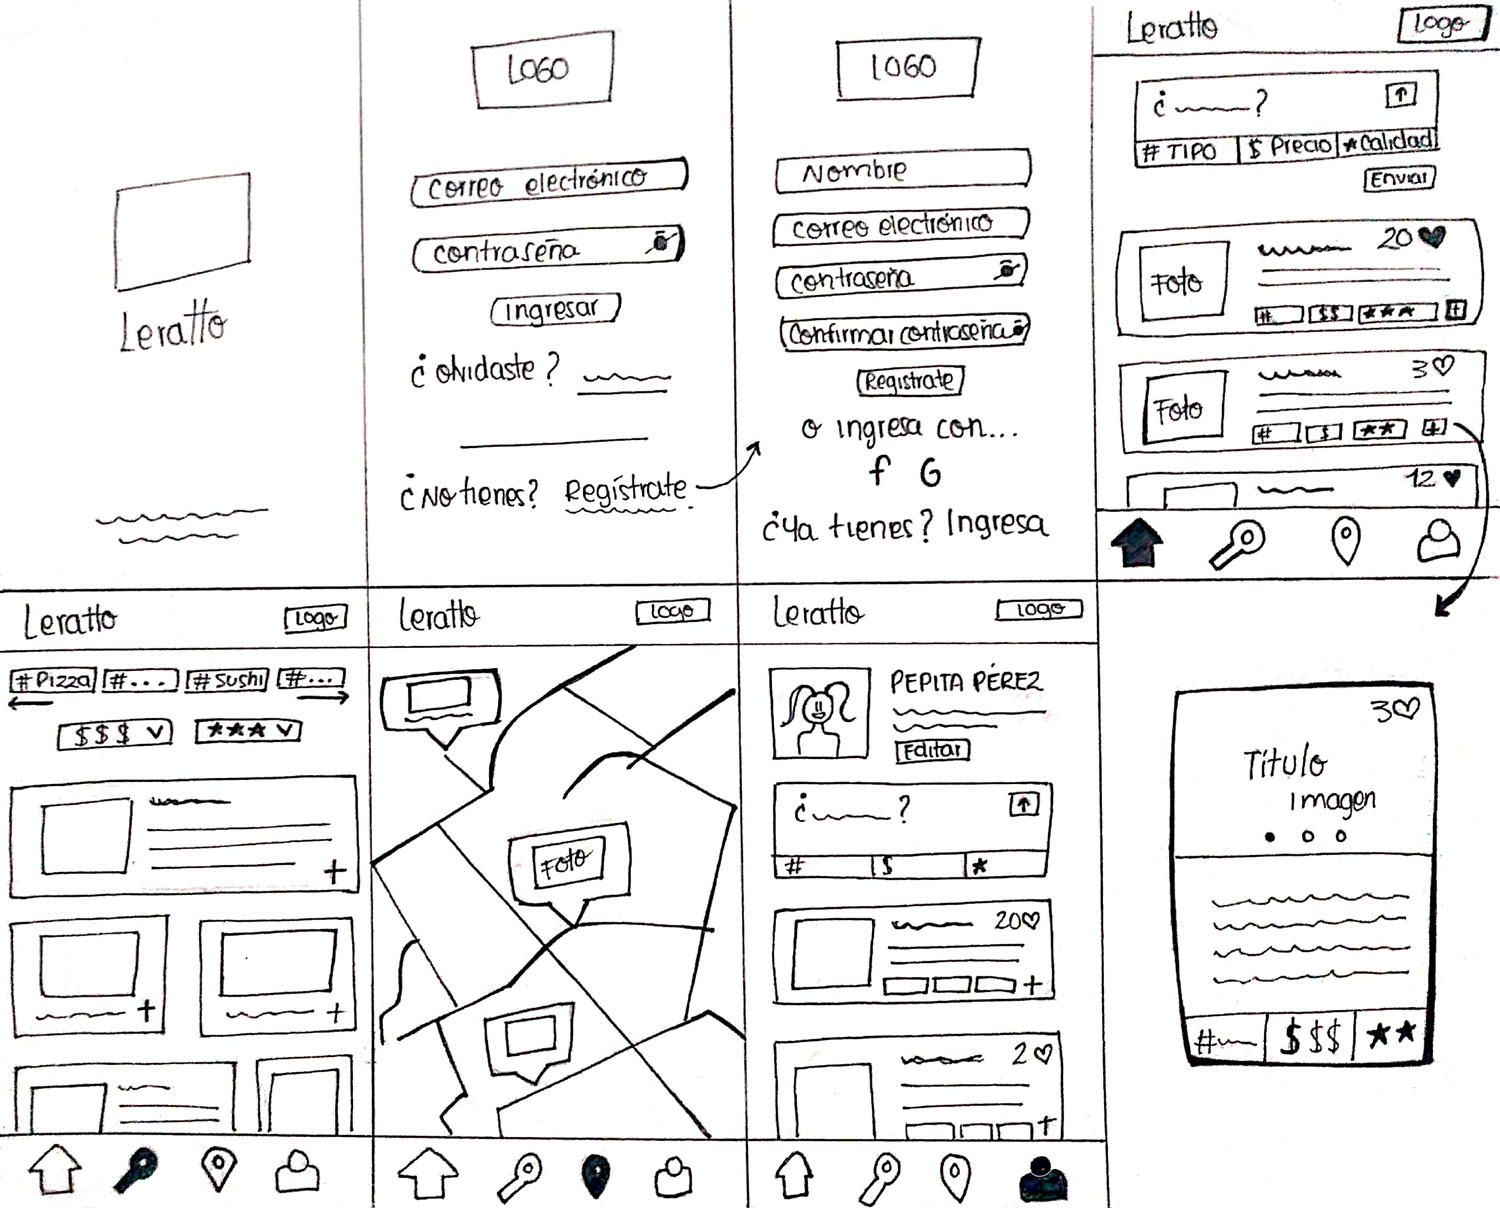 Leratto
LOGO
correo electrónico
contraseña
Ingresar
¿olvidaste?
¿No tienes? Regístrate.
LOGO
Nombre
correo electrónico
contraseña
Confirmar contraseña
Registrate
o ingresa con...
f G
¿Ya tienes? Ingresa
Leratto Logo
¿ ?
# TIPO $ Precio ★ Calidad
Enviar
20
Foto
# $$ ★★★ +
3
Foto
# $ ★★ +
12
Leratto Logo
#Pizza #... #Sushi #...
$$$ ★★★
+
+ +
Leratto Logo
Foto
Leratto Logo
PEPITA PÉREZ
Editar
¿ ?
# $ ★
20
+
2
+
3
Título
imagen
# $$$ ★★